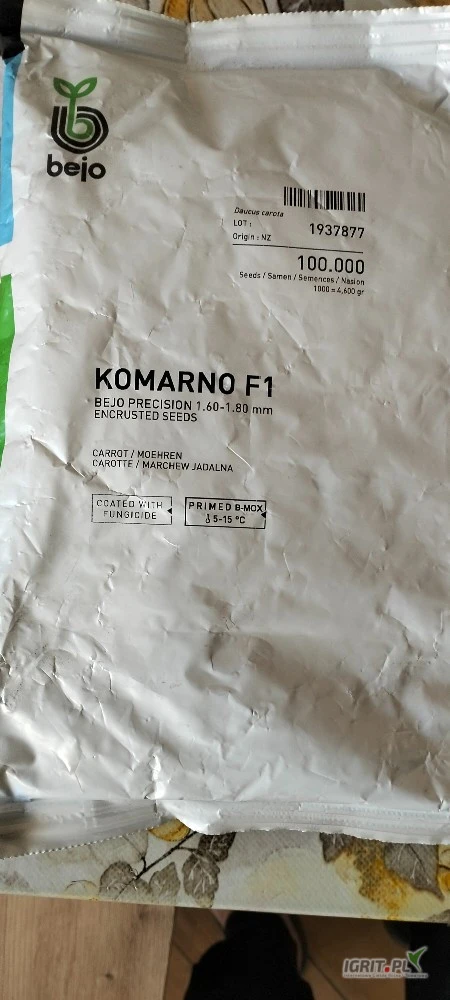 bejo
Daucus carota
LOT : 1937877
Origin : NZ
100.000
Seeds / Samen / Semences / Nasion
1000 = 4,600 gr
KOMARNO F1
BEJO PRECISION 1.60-1.80 mm
ENCRUSTED SEEDS
CARROT / MOEHREN
CAROTTE / MARCHEW JADALNA
COATED WITH
FUNGICIDE
PRIMED B-MOX
5-15 °C
IGRIT.PL